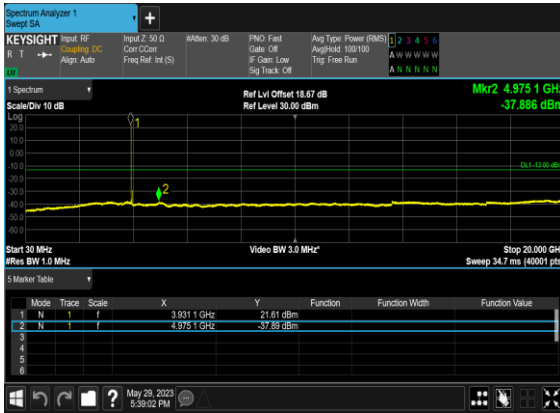 Spectrum Analyzer 1
Swept SA
+
KEYSIGHT Input: RF Input Z: 50 Ω #Atten: 30 dB PNO: Fast Avg Type: Power (RMS) 1 2 3 4 5 6
R T Coupling: DC Corr CCorr Gate: Off Avg|Hold: 100/100 A W W W W W
Align: Auto Freq Ref: Int (S) IF Gain: Low Trig: Free Run
Sig Track: Off A N N N N N
1 Spectrum Ref Lvl Offset 18.67 dB Mkr2 4.975 1 GHz
Scale/Div 10 dB Ref Level 30.00 dBm -37.886 dBm
Log
20.0
10.0
0.00
-10.0
-20.0
-30.0
-40.0
-50.0
-60.0
1
2
DL1 -13.00 dBm
Start 30 MHz Video BW 3.0 MHz* Stop 20.000 GHz
#Res BW 1.0 MHz Sweep 34.7 ms (40001 pts)
5 Marker Table
Mode Trace Scale X Y Function Function Width Function Value
1 N 1 f 3.931 1 GHz 21.61 dBm
2 N 1 f 4.975 1 GHz -37.89 dBm
3
4
5
6
? May 29, 2023
5:39:02 PM